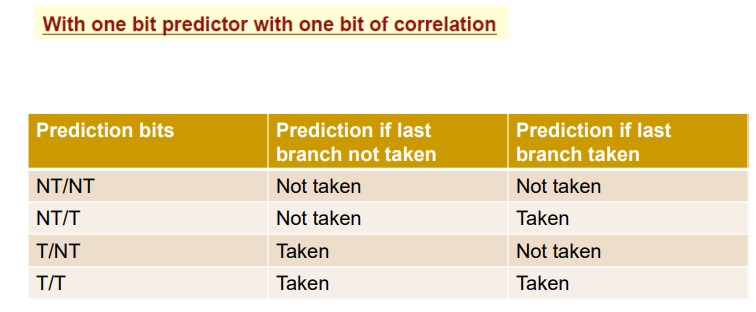 With one bit predictor with one bit of correlation
Prediction bits Prediction if last branch not taken Prediction if last branch taken
NT/NT Not taken Not taken
NT/T Not taken Taken
T/NT Taken Not taken
T/T Taken Taken